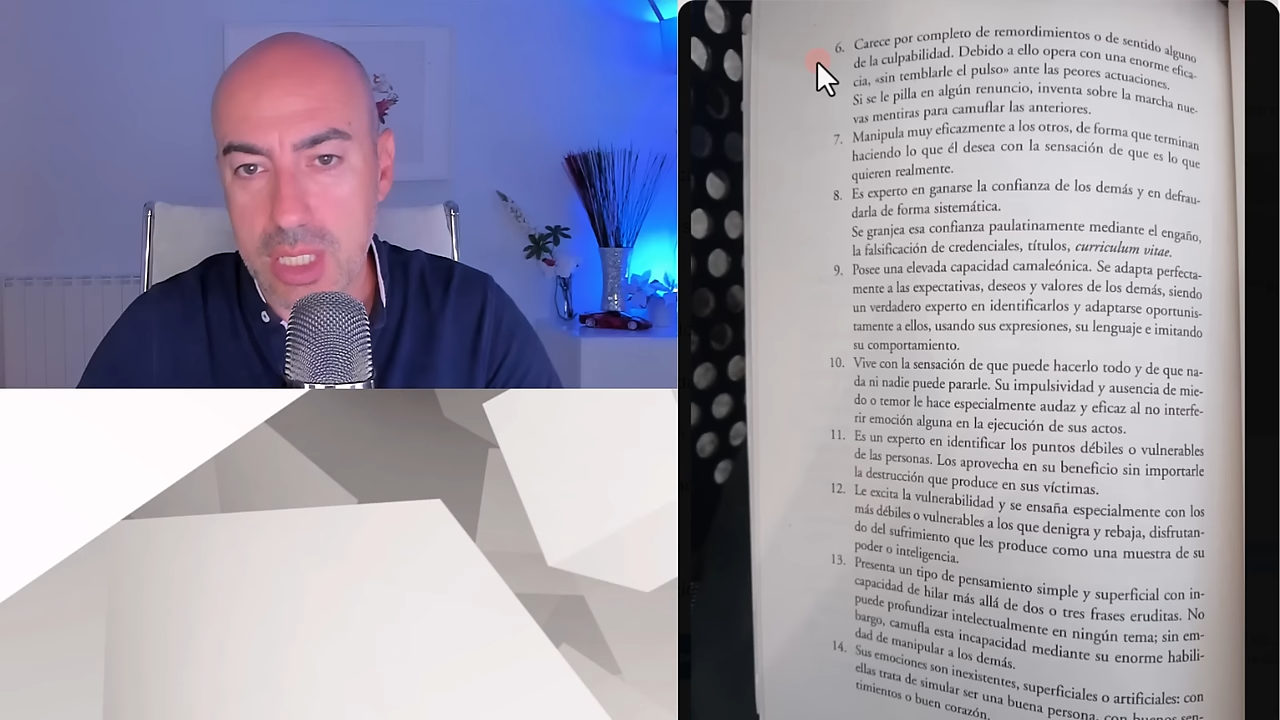 6. Carece por completo de remordimientos o de sentido alguno
de la culpabilidad. Debido a ello opera con una enorme efica-
cia, «sin temblarle el pulso» ante las peores actuaciones.
Si se le pilla en algún renuncio, inventa sobre la marcha nue-
vas mentiras para camuflar las anteriores.
7. Manipula muy eficazmente a los otros, de forma que terminan
haciendo lo que él desea con la sensación de que es lo que
quieren realmente.
8. Es experto en ganarse la confianza de los demás y en defrau-
darla de forma sistemática.
Se granjea esa confianza paulatinamente mediante el engaño,
la falsificación de credenciales, títulos, curriculum vitae.
9. Posee una elevada capacidad camaleónica. Se adapta perfecta-
mente a las expectativas, deseos y valores de los demás, siendo
un verdadero experto en identificarlos y adaptarse oportunis-
tamente a ellos, usando sus expresiones, su lenguaje e imitando
su comportamiento.
10. Vive con la sensación de que puede hacerlo todo y de que na-
da ni nadie puede pararle. Su impulsividad y ausencia de mie-
do o temor le hace especialmente audaz y eficaz al no interfe-
rir emoción alguna en la ejecución de sus actos.
11. Es un experto en identificar los puntos débiles o vulnerables
de las personas. Los aprovecha en su beneficio sin importarle
la destrucción que produce en sus víctimas.
12. Le excita la vulnerabilidad y se ensaña especialmente con los
más débiles o vulnerables a los que denigra y rebaja, disfrutan-
do del sufrimiento que les produce como una muestra de su
poder o inteligencia.
13. Presenta un tipo de pensamiento simple y superficial con in-
capacidad de hilar más allá de dos o tres frases eruditas. No
puede profundizar intelectualmente en ningún tema; sin em-
bargo, camufla esta incapacidad mediante su enorme habili-
dad de manipular a los demás.
14. Sus emociones son inexistentes, superficiales o artificiales: con
ellas trata de simular ser una buena persona, con buenos sen-
timientos o buen corazón.